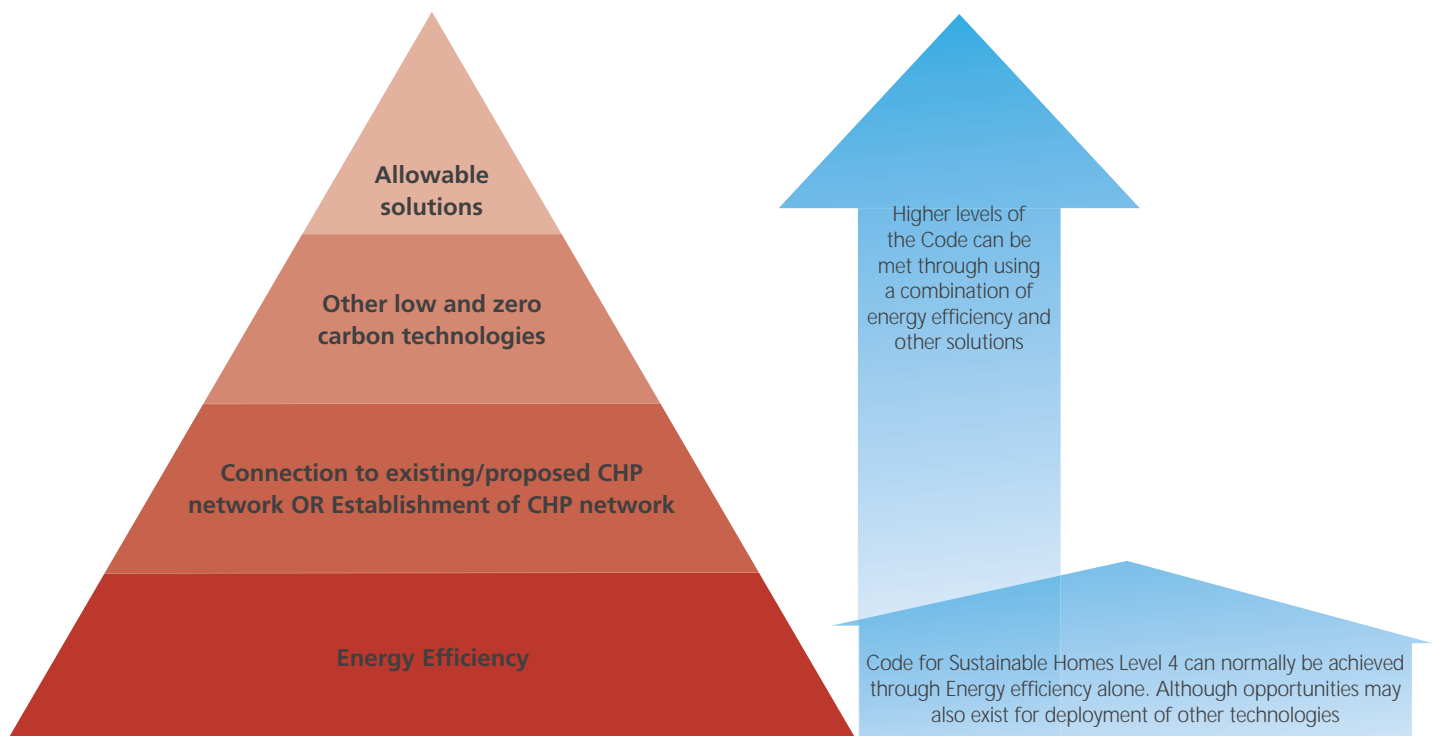 Allowable
solutions
Other low and zero
carbon technologies
Connection to existing/proposed CHP
network OR Establishment of CHP network
Energy Efficiency
Higher levels of
the Code can be
met through using
a combination of
energy efficiency and
other solutions
Code for Sustainable Homes Level 4 can normally be achieved
through Energy efficiency alone. Although opportunities may
also exist for deployment of other technologies